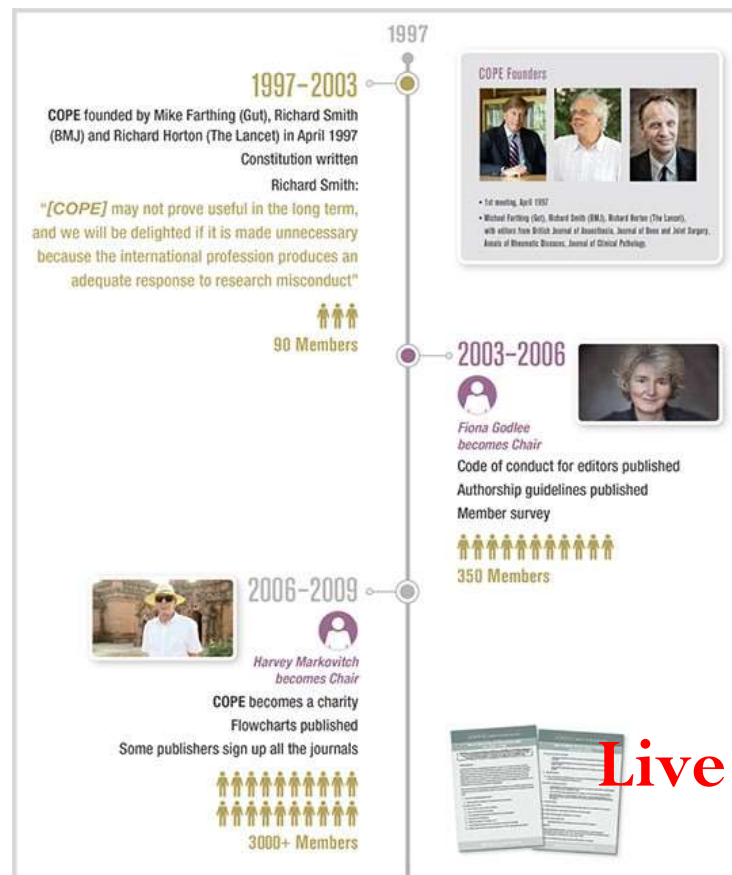 1997
1997–2003
COPE founded by Mike Farthing (Gut), Richard Smith
(BMJ) and Richard Horton (The Lancet) in April 1997
Constitution written
Richard Smith:
"[COPE] may not prove useful in the long term,
and we will be delighted if it is made unnecessary
because the international profession produces an
adequate response to research misconduct"
90 Members
COPE Founders
• 1st meeting, April 1997
• Michael Farthing (Gut), Richard Smith (BMJ), Richard Horton (The Lancet),
with editors from British Journal of Anaesthesia, Journal of Bone and Joint Surgery,
Annals of Rheumatic Diseases, Journal of Clinical Pathology.
2003–2006
Fiona Godlee
becomes Chair
Code of conduct for editors published
Authorship guidelines published
Member survey
350 Members
2006–2009
Harvey Markovitch
becomes Chair
COPE becomes a charity
Flowcharts published
Some publishers sign up all the journals
3000+ Members
Live